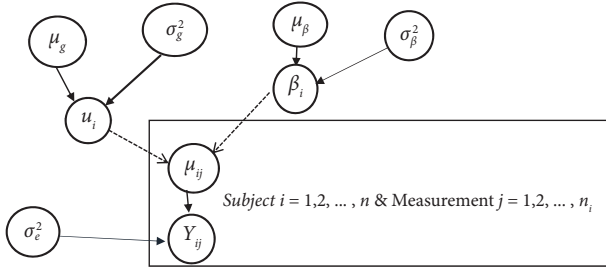 μ_g
σ_g^2
μ_β
σ_β^2
u_i
β_i
μ_ij
Subject i = 1,2, ... , n & Measurement j = 1,2, ... , n_i
σ_e^2
Y_ij